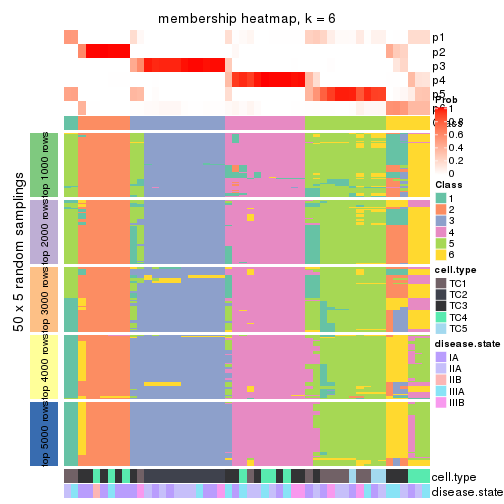 membership heatmap, k = 6
p1
p2
p3
p4
p5
p6
Prob
1
0.8
0.6
0.4
0.2
0
Class
1
2
3
4
5
6
cell.type
TC1
TC2
TC3
TC4
TC5
disease.state
IA
IIA
IIB
IIIA
IIIB
50 x 5 random samplings
top 1000 rows
top 2000 rows
top 3000 rows
top 4000 rows
top 5000 rows
cell.type
disease.state